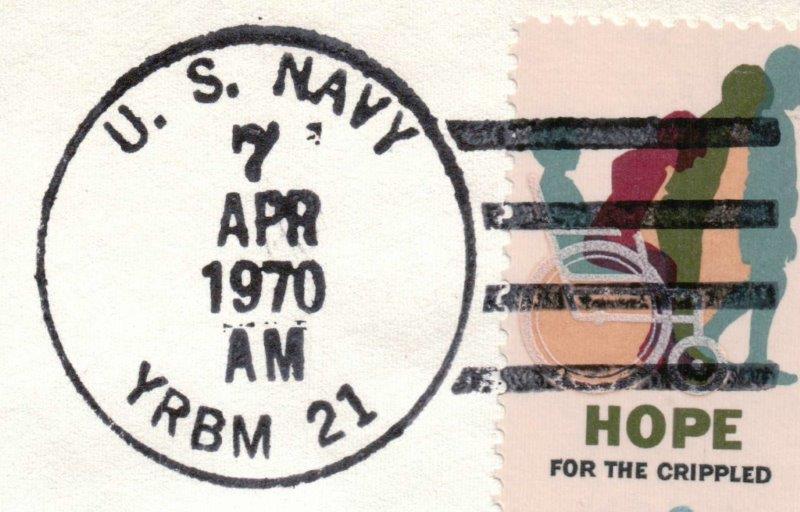 U. S. NAVY
7
APR
1970
AM
YRBM 21
HOPE
FOR THE CRIPPLED